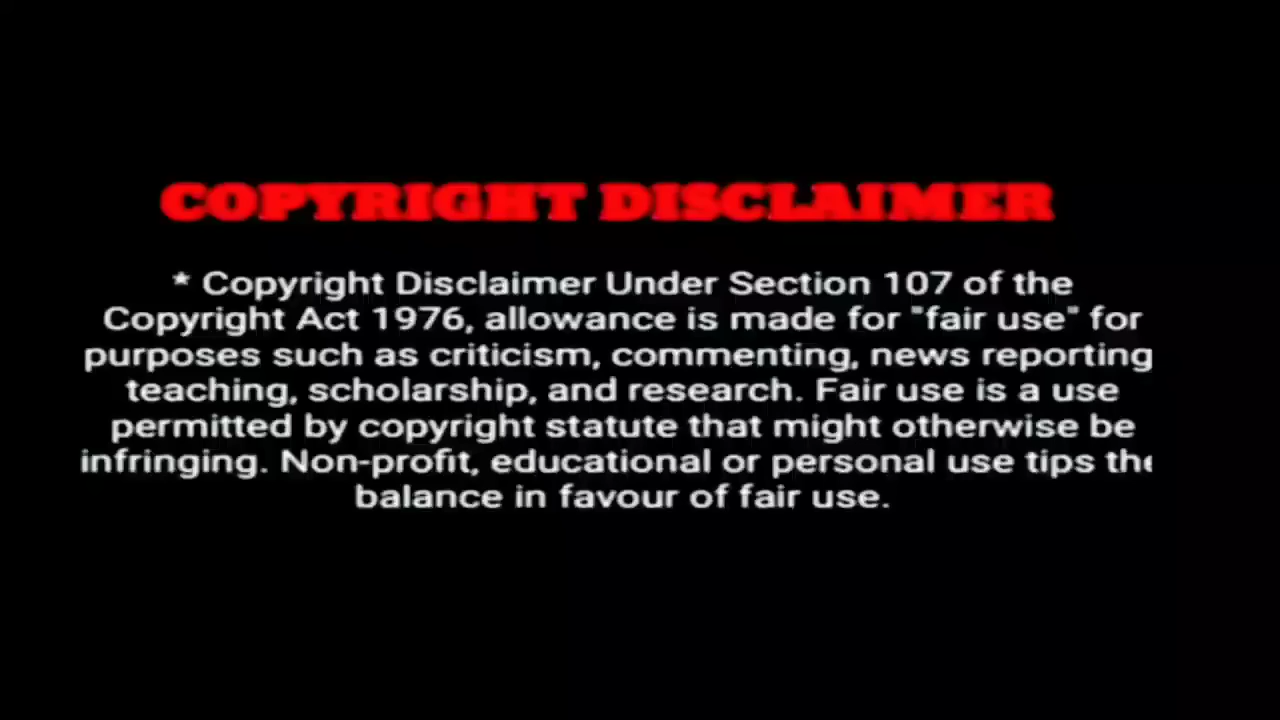 COPYRIGHT DISCLAIMER
* Copyright Disclaimer Under Section 107 of the
Copyright Act 1976, allowance is made for "fair use" for
purposes such as criticism, commenting, news reporting
teaching, scholarship, and research. Fair use is a use
permitted by copyright statute that might otherwise be
infringing. Non-profit, educational or personal use tips the
balance in favour of fair use.